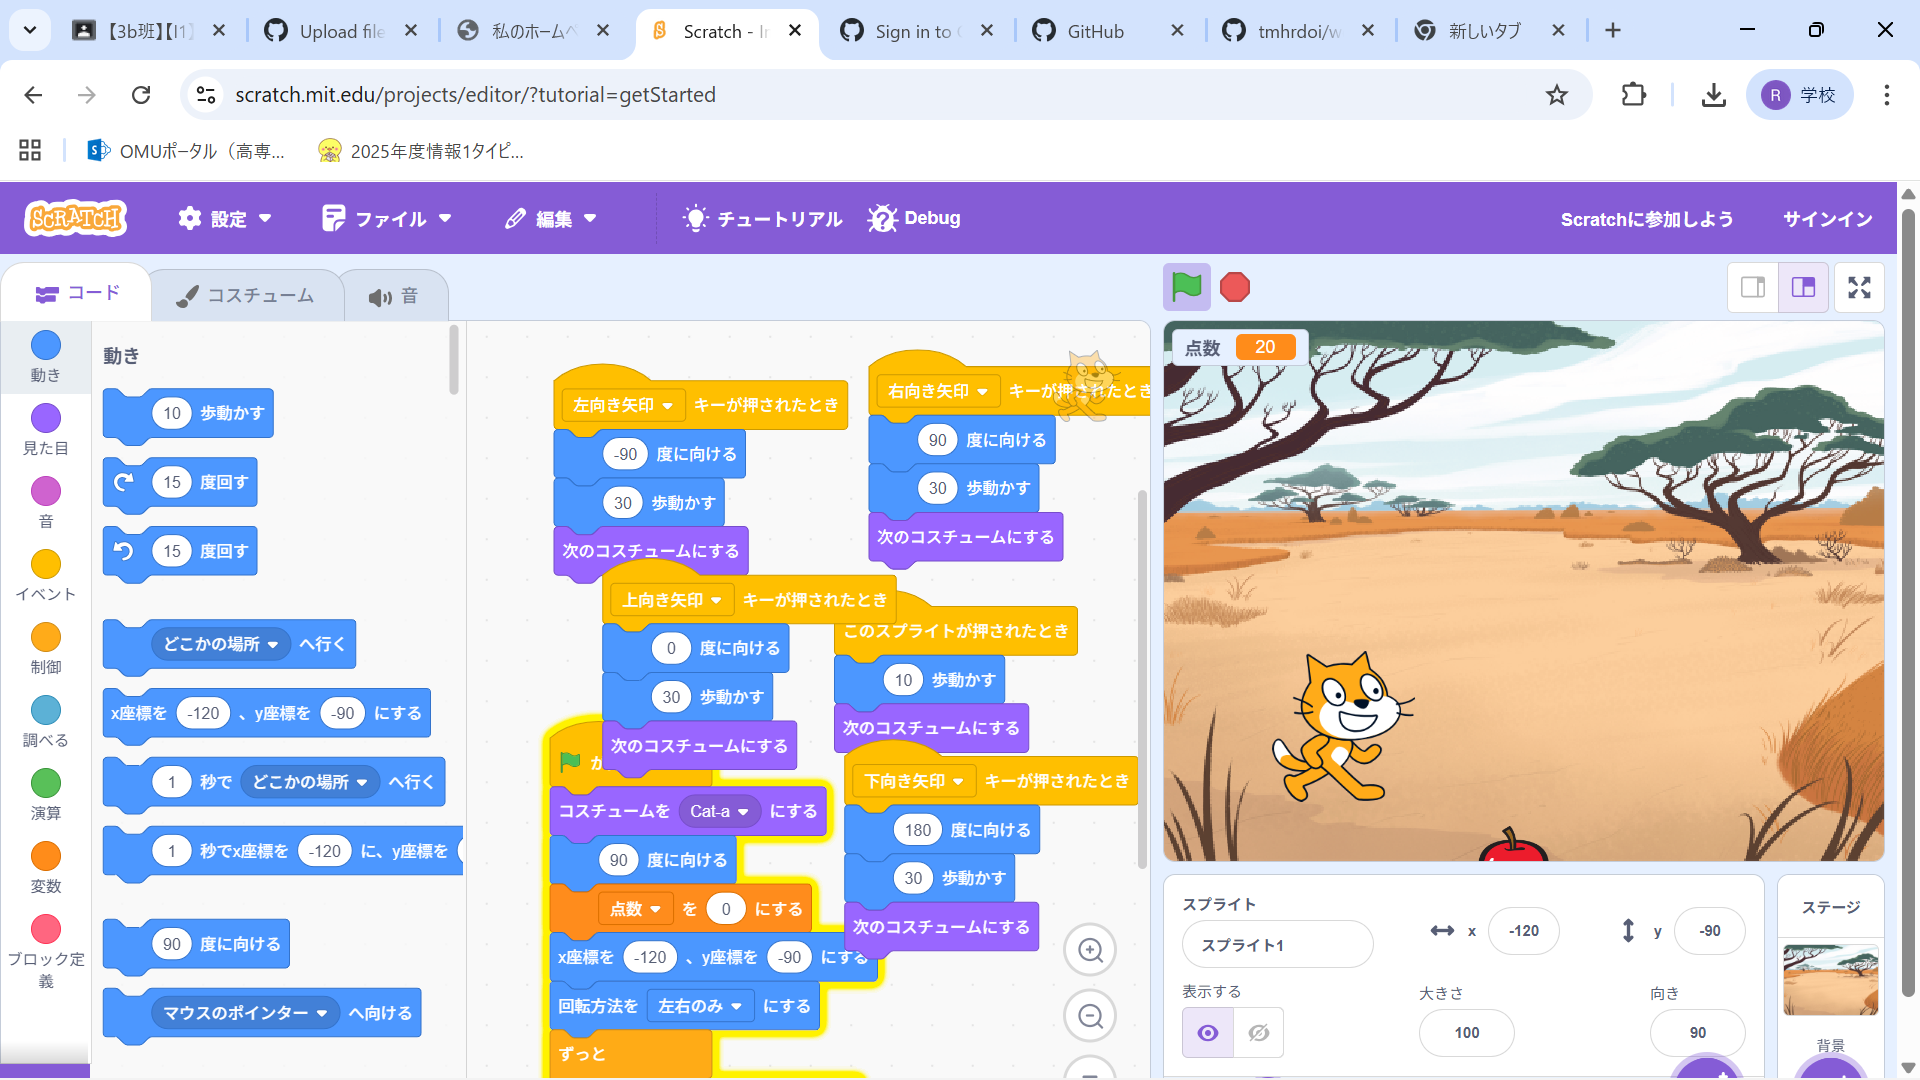 【3b班】【I1】
Upload file
私のホームペ
Scratch - I
Sign in to
GitHub
tmhrdoi/w
新しいタブ
scratch.mit.edu/projects/editor/?tutorial=getStarted
R 学校
OMUポータル（高専...
2025年度情報1タイピ...
SCRATCH
設定
ファイル
編集
チュートリアル
Debug
Scratchに参加しよう
サインイン
コード
コスチューム
音
動き
見た目
音
イベント
制御
調べる
演算
変数
ブロック定
義
動き
10 歩動かす
15 度回す
15 度回す
どこかの場所 へ行く
x座標を -120 、y座標を -90 にする
1 秒で どこかの場所 へ行く
1 秒でx座標を -120 に、y座標を
90 度に向ける
マウスのポインター へ向ける
左向き矢印 キーが押されたとき
-90 度に向ける
30 歩動かす
次のコスチュームにする
右向き矢印 キーが押されたとき
90 度に向ける
30 歩動かす
次のコスチュームにする
上向き矢印 キーが押されたとき
0 度に向ける
30 歩動かす
次のコスチュームにする
このスプライトが押されたとき
10 歩動かす
次のコスチュームにする
下向き矢印 キーが押されたとき
180 度に向ける
30 歩動かす
次のコスチュームにする
コスチュームを Cat-a にする
90 度に向ける
点数 を 0 にする
x座標を -120 、y座標を -90 にする
回転方法を 左右のみ にする
ずっと
点数 20
スプライト
スプライト1
x -120
y -90
表示する
大きさ
100
向き
90
ステージ
背景